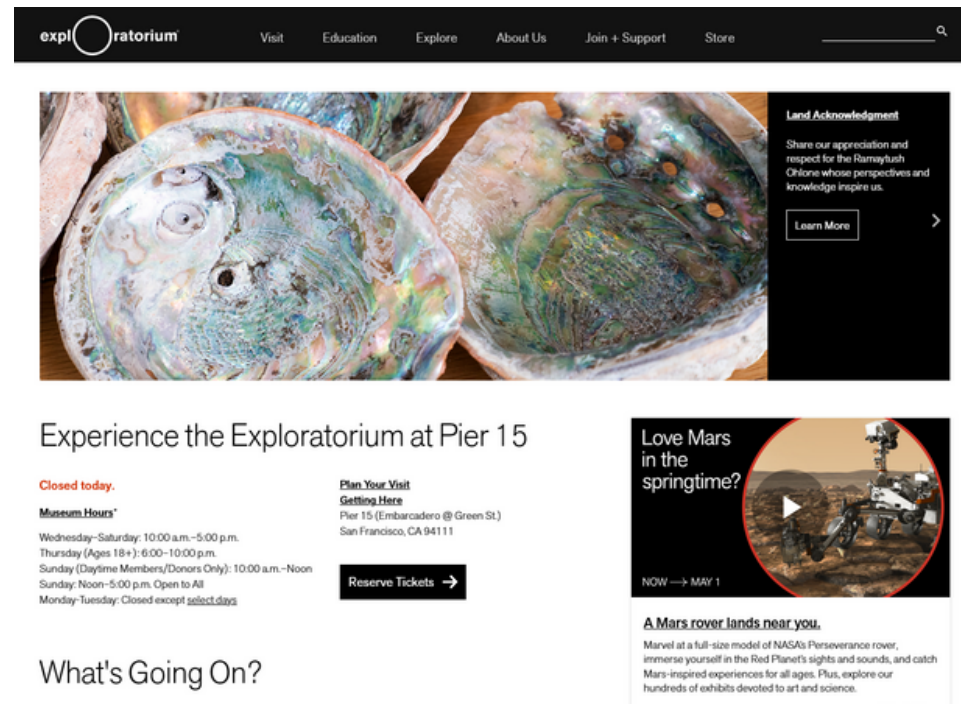 expl ratorium
Visit
Education
Explore
About Us
Join + Support
Store
Land Acknowledgment
Share our appreciation and
respect for the Ramaytush
Ohlone whose perspectives and
knowledge inspire us.
Learn More
Experience the Exploratorium at Pier 15
Closed today.
Museum Hours*
Wednesday–Saturday: 10:00 a.m.–5:00 p.m.
Thursday (Ages 18+): 6:00–10:00 p.m.
Sunday (Daytime Members/Donors Only): 10:00 a.m.–Noon
Sunday: Noon–5:00 p.m. Open to All
Monday-Tuesday: Closed except select days
Plan Your Visit
Getting Here
Pier 15 (Embarcadero @ Green St.)
San Francisco, CA 94111
Reserve Tickets →
What's Going On?
Love Mars
in the
springtime?
NOW → MAY 1
A Mars rover lands near you.
Marvel at a full-size model of NASA's Perseverance rover,
immerse yourself in the Red Planet's sights and sounds, and catch
Mars-inspired experiences for all ages. Plus, explore our
hundreds of exhibits devoted to art and science.